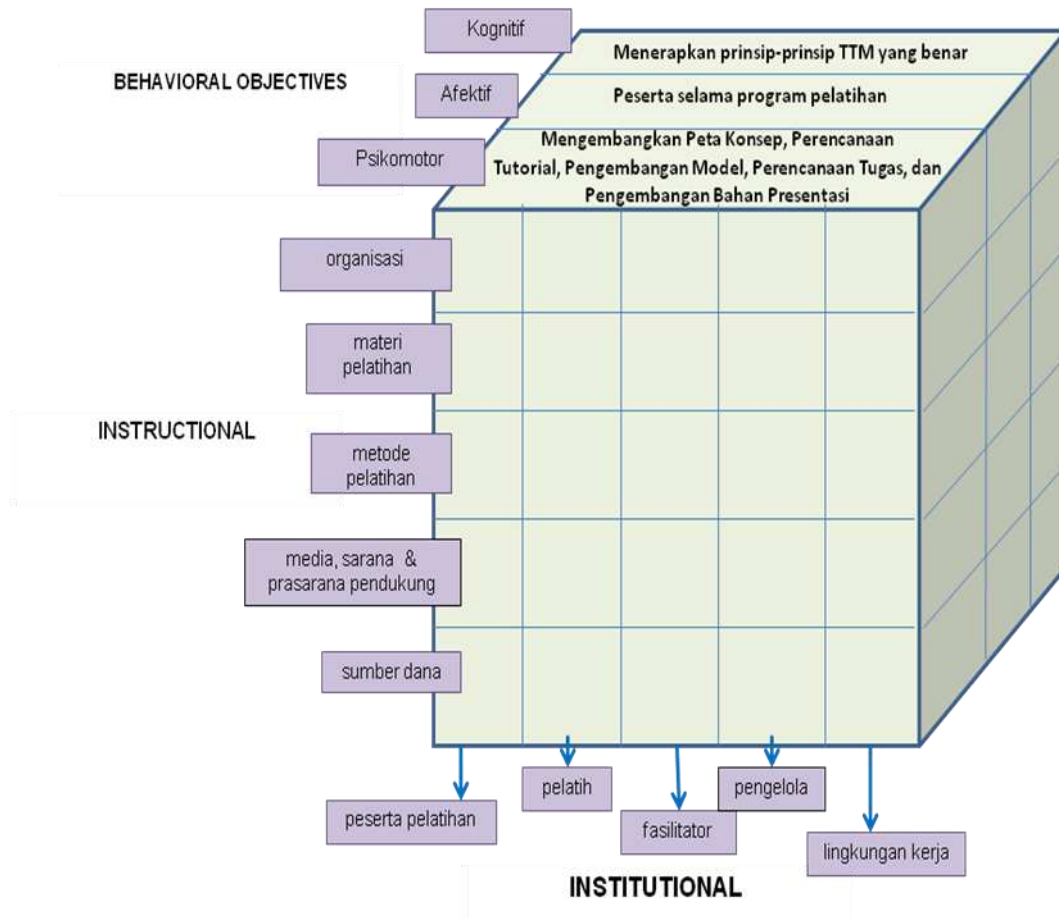 Kognitif
Menerapkan prinsip-prinsip TTM yang benar
BEHAVIORAL OBJECTIVES
Afektif
Peserta selama program pelatihan
Psikomotor
Mengembangkan Peta Konsep, Perencanaan
Tutorial, Pengembangan Model, Perencanaan Tugas, dan
Pengembangan Bahan Presentasi
organisasi
materi
pelatihan
INSTRUCTIONAL
metode
pelatihan
media, sarana &
prasarana pendukung
sumber dana
peserta pelatihan
pelatih
fasilitator
pengelola
lingkungan kerja
INSTITUTIONAL